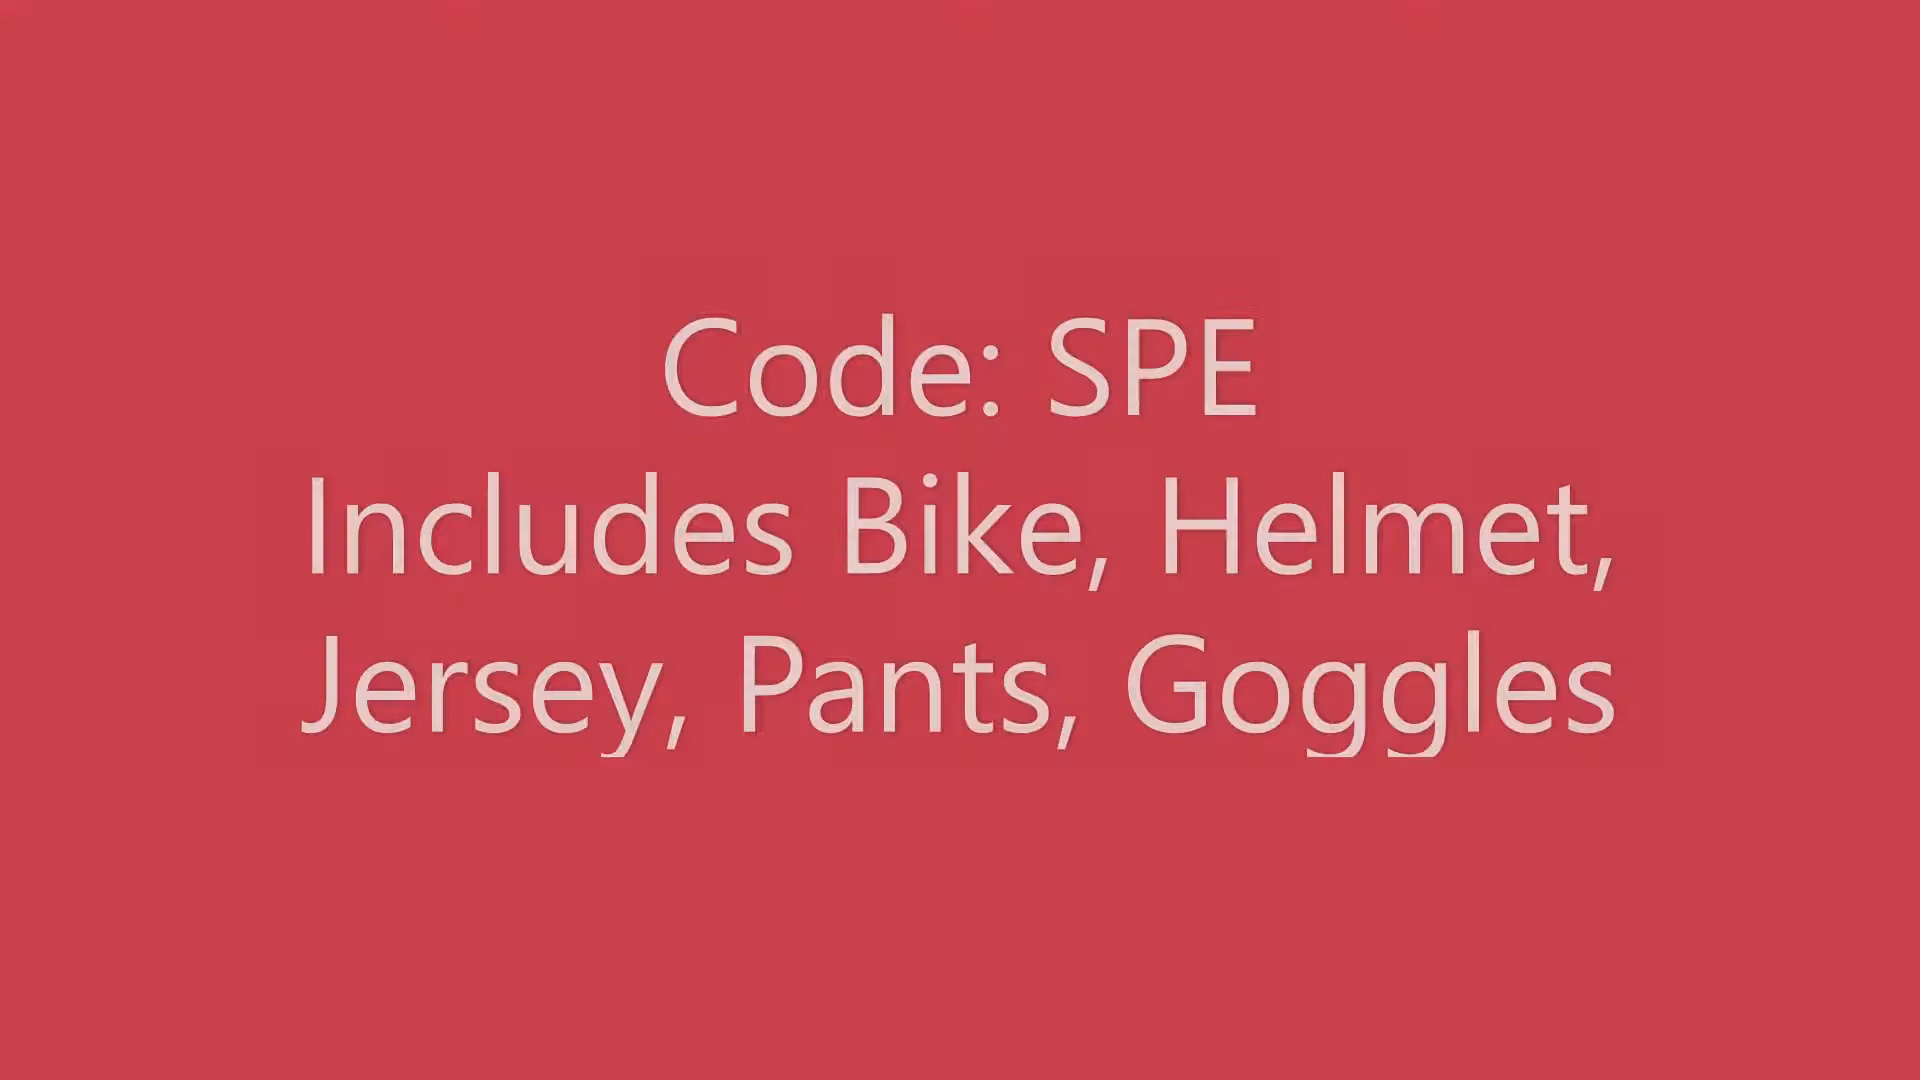 Code: SPE
Includes Bike, Helmet,
Jersey, Pants, Goggles